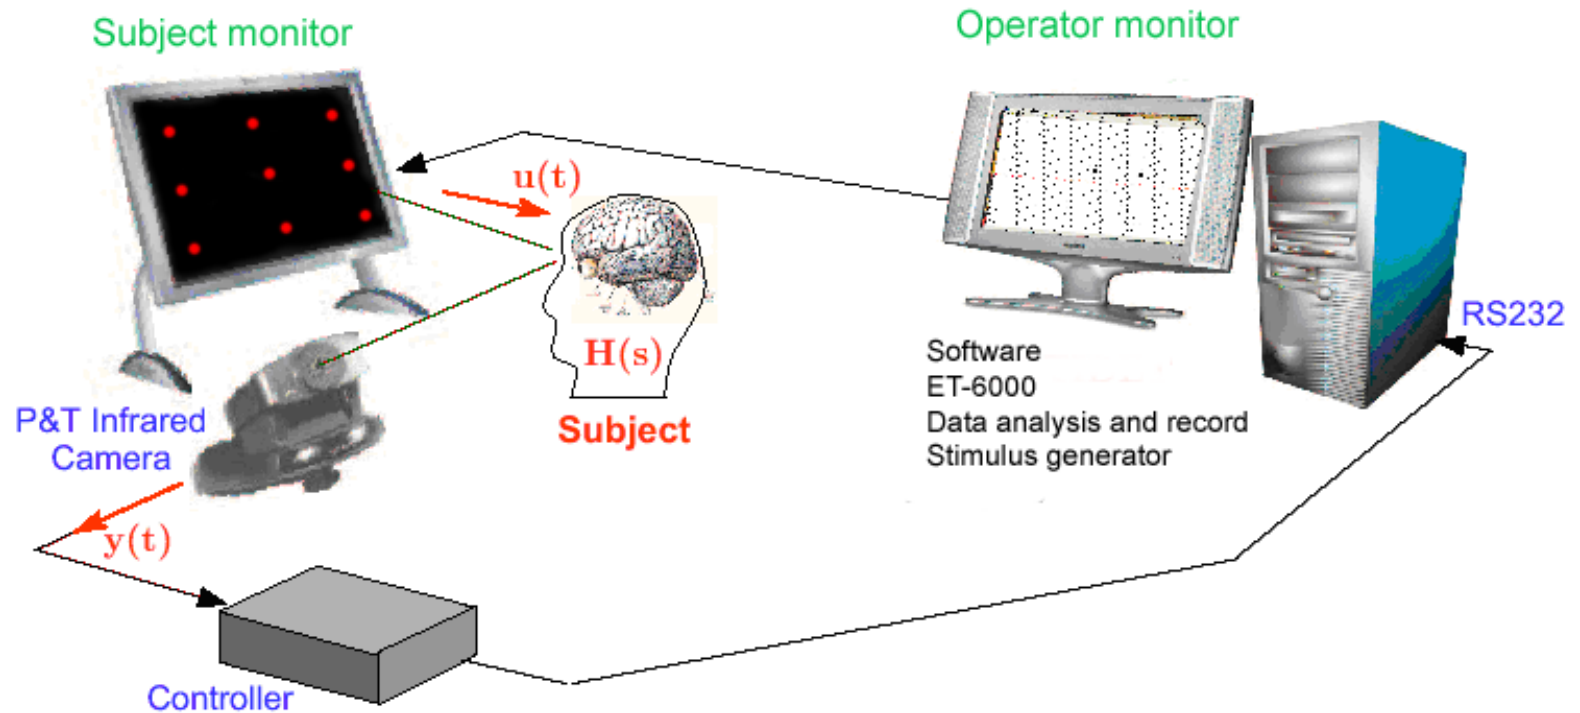 Subject monitor
Operator monitor
u(t)
H(s)
Subject
P&T Infrared
Camera
y(t)
Controller
RS232
Software
ET-6000
Data analysis and record
Stimulus generator